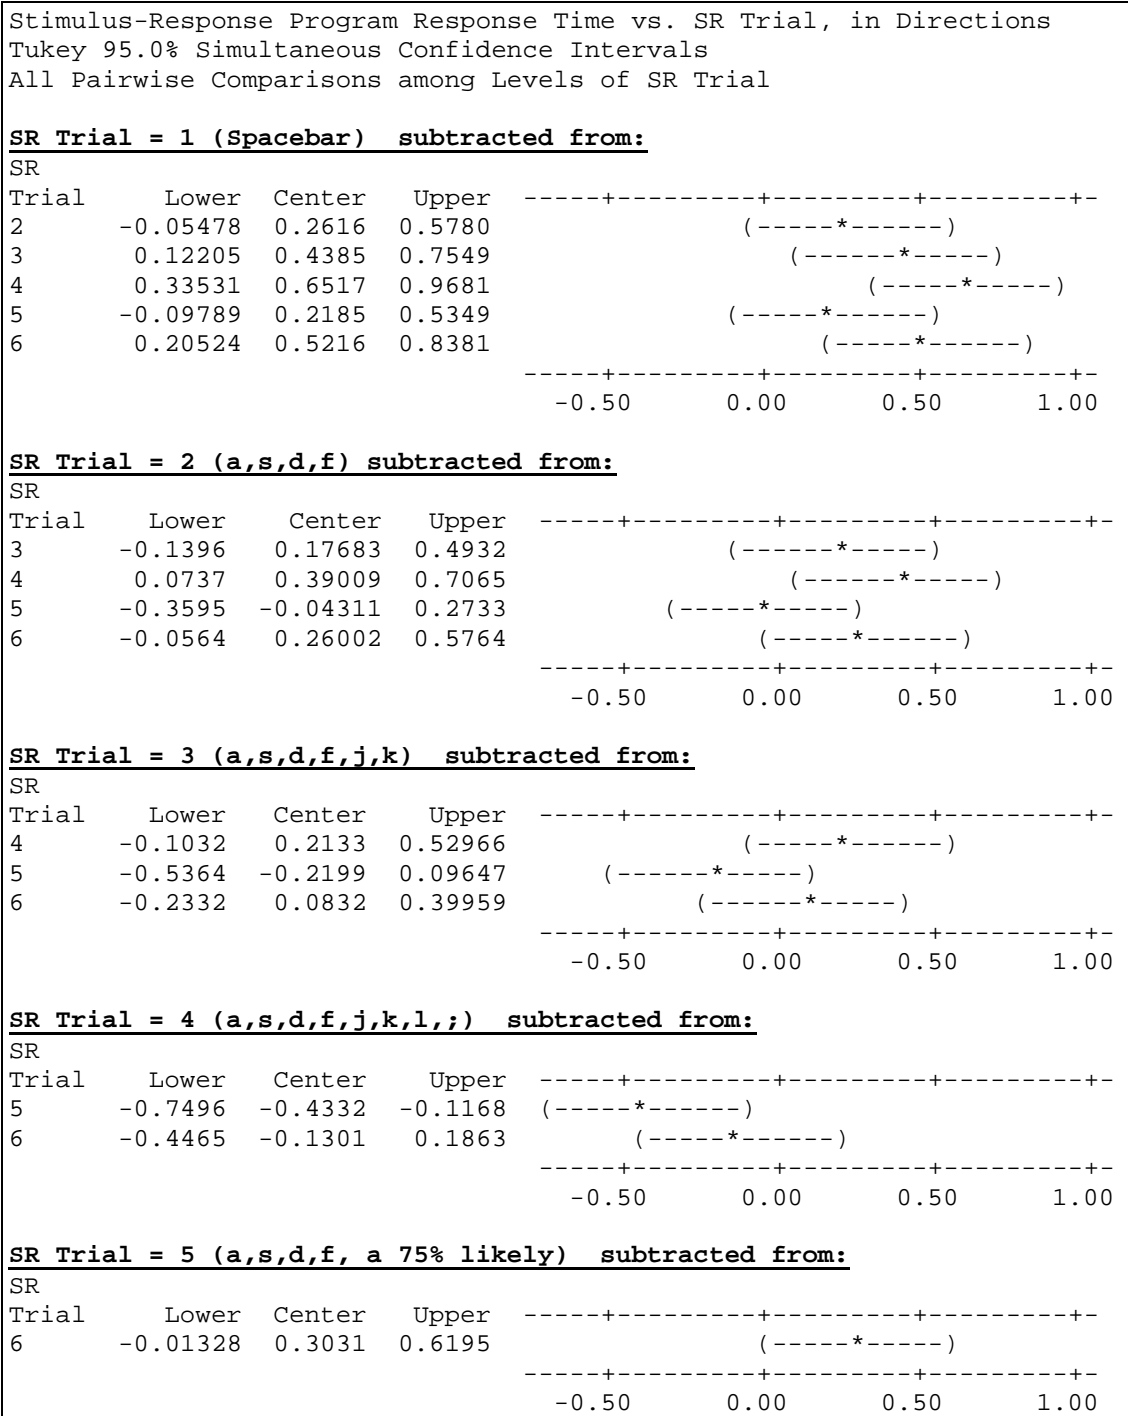 Stimulus-Response Program Response Time vs. SR Trial, in Directions
Tukey 95.0% Simultaneous Confidence Intervals
All Pairwise Comparisons among Levels of SR Trial
SR Trial = 1 (Spacebar)  subtracted from:
SR
Trial     Lower  Center   Upper  -----+---------+---------+---------+-
2      -0.05478  0.2616  0.5780                (-----*------)
3       0.12205  0.4385  0.7549                   (------*-----)
4       0.33531  0.6517  0.9681                        (-----*-----)
5      -0.09789  0.2185  0.5349               (-----*------)
6       0.20524  0.5216  0.8381                     (-----*------)
                                 -----+---------+---------+---------+-
                                   -0.50      0.00      0.50      1.00
SR Trial = 2 (a,s,d,f) subtracted from:
SR
Trial    Lower    Center   Upper  -----+---------+---------+---------+-
3      -0.1396   0.17683  0.4932              (------*-----)
4       0.0737   0.39009  0.7065                  (------*-----)
5      -0.3595  -0.04311  0.2733          (-----*-----)
6      -0.0564   0.26002  0.5764                (-----*------)
                                  -----+---------+---------+---------+-
                                    -0.50      0.00      0.50      1.00
SR Trial = 3 (a,s,d,f,j,k)  subtracted from:
SR
Trial    Lower   Center    Upper  -----+---------+---------+---------+-
4      -0.1032   0.2133  0.52966               (-----*------)
5      -0.5364  -0.2199  0.09647      (------*-----)
6      -0.2332   0.0832  0.39959            (------*-----)
                                  -----+---------+---------+---------+-
                                    -0.50      0.00      0.50      1.00
SR Trial = 4 (a,s,d,f,j,k,l,;)  subtracted from:
SR
Trial    Lower   Center    Upper  -----+---------+---------+---------+-
5      -0.7496  -0.4332  -0.1168  (-----*------)
6      -0.4465  -0.1301   0.1863        (-----*------)
                                  -----+---------+---------+---------+-
                                    -0.50      0.00      0.50      1.00
SR Trial = 5 (a,s,d,f, a 75% likely)  subtracted from:
SR
Trial     Lower  Center   Upper  -----+---------+---------+---------+-
6      -0.01328  0.3031  0.6195                 (-----*-----)
                                 -----+---------+---------+---------+-
                                   -0.50      0.00      0.50      1.00